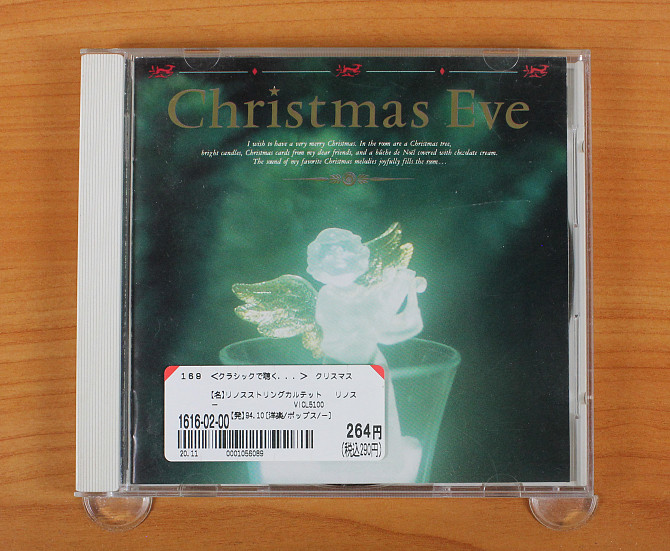 Christmas Eve
I wish to have a very merry Christmas. In the room are a Christmas tree,
bright candles, Christmas cards from my dear friends, and a bûche de Noël covered with chocolate cream.
The sound of my favorite Christmas melodies joyfully fills the room…
169 <クラシックで聴く...> クリスマス
【名】リノスストリングカルテット リノス
ー VICL5100
1616-02-00 【発】94.10[洋楽/ポップス/ー]
264円
(税込290円)
20.11 0001058089